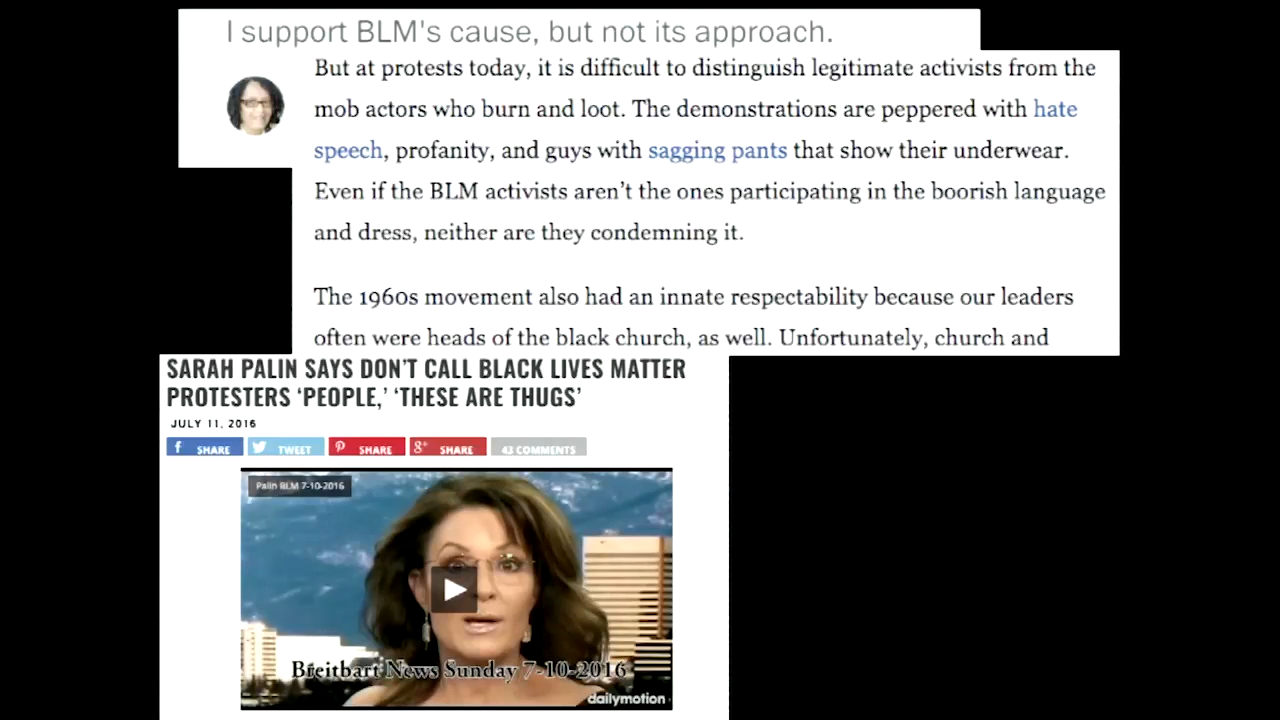 I support BLM's cause, but not its approach.
But at protests today, it is difficult to distinguish legitimate activists from the
mob actors who burn and loot. The demonstrations are peppered with hate
speech, profanity, and guys with sagging pants that show their underwear.
Even if the BLM activists aren't the ones participating in the boorish language
and dress, neither are they condemning it.
The 1960s movement also had an innate respectability because our leaders
often were heads of the black church, as well. Unfortunately, church and
SARAH PALIN SAYS DON'T CALL BLACK LIVES MATTER
PROTESTERS 'PEOPLE,' 'THESE ARE THUGS'
JULY 11, 2016
f SHARE TWEET SHARE g+ SHARE 43 COMMENTS
Palin BLM 7-10-2016
Breitbart News Sunday 7-10-2016
dailymotion